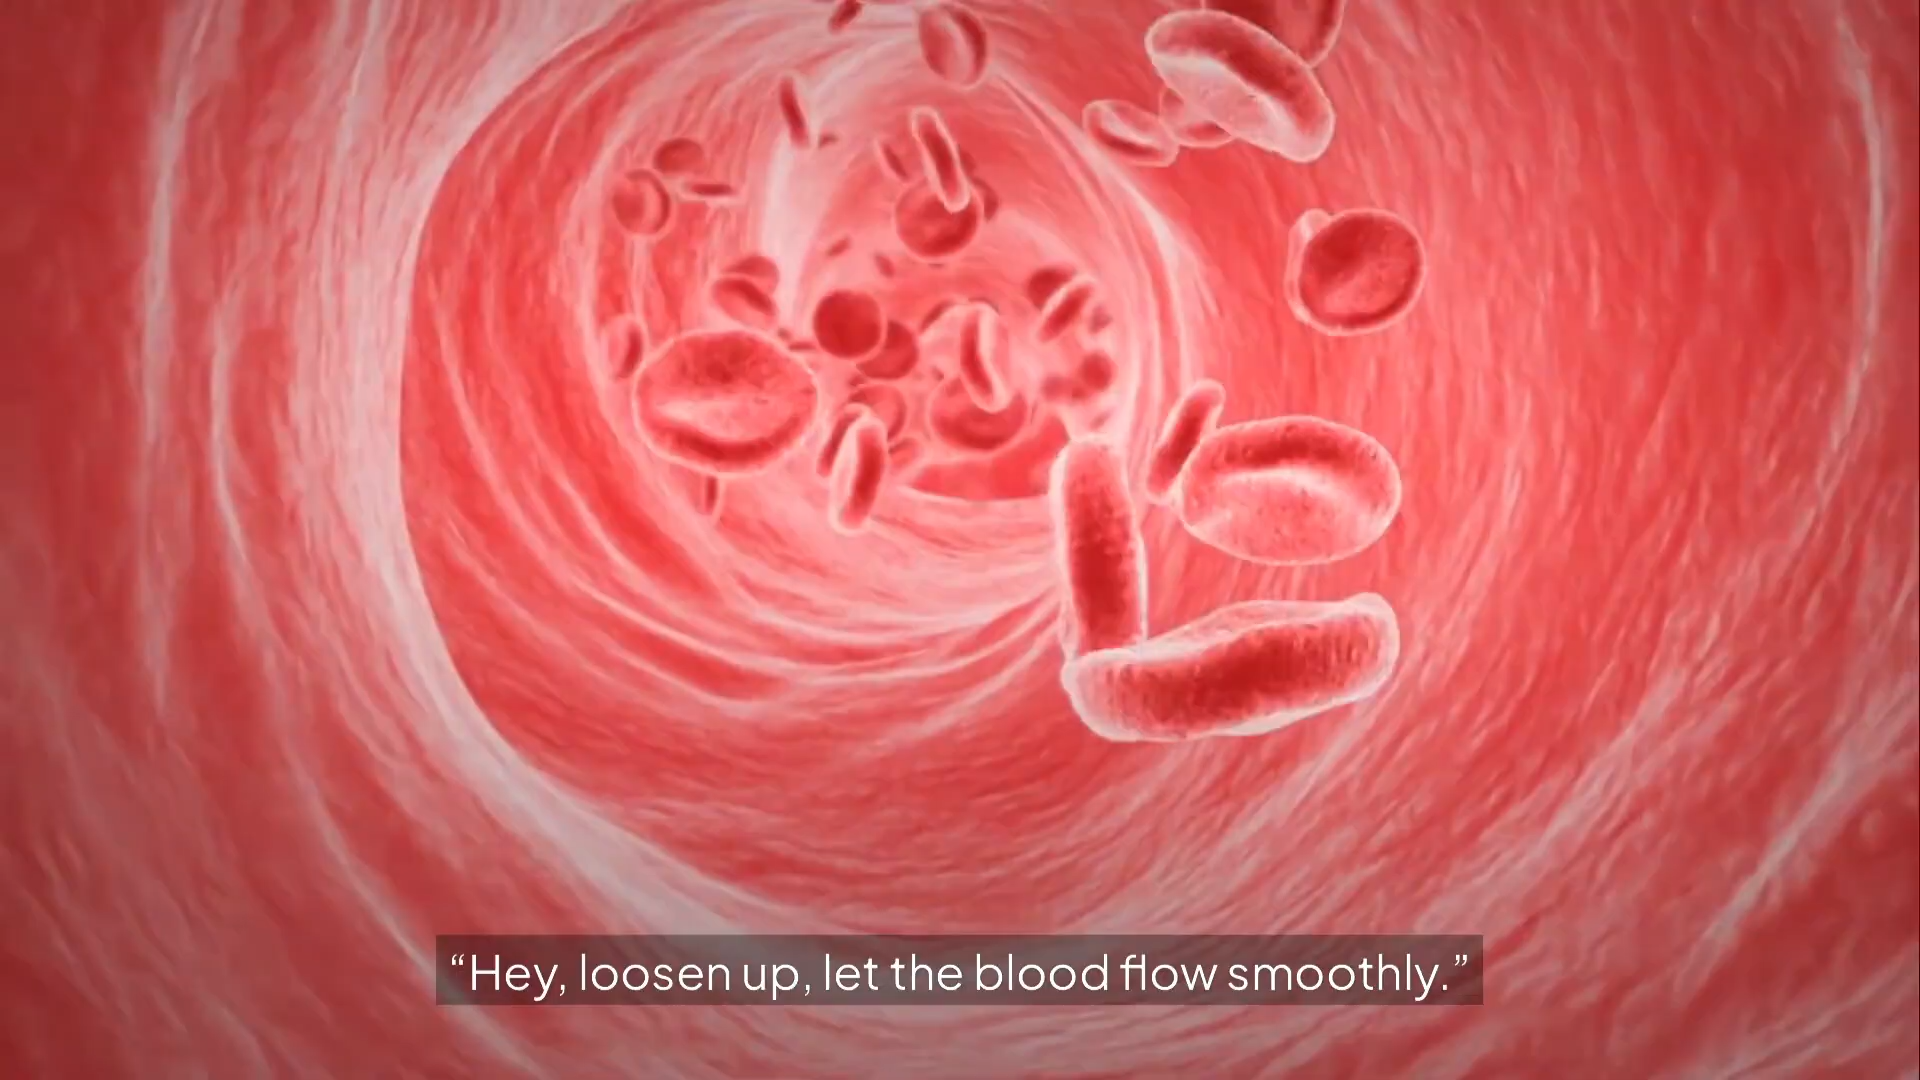 “Hey, loosen up, let the blood flow smoothly.”